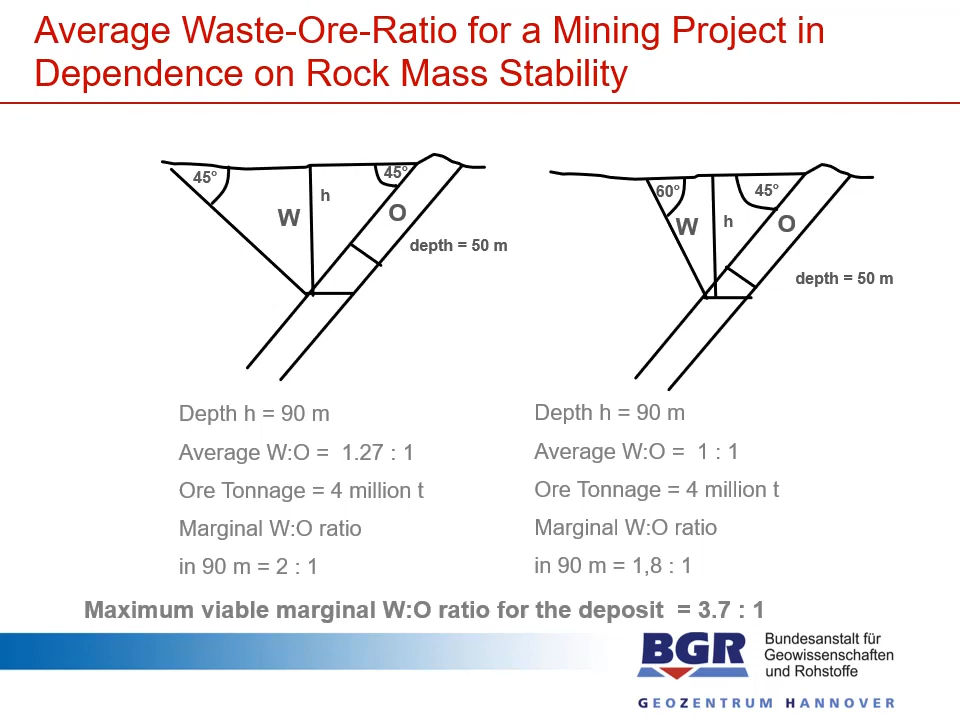 Average Waste-Ore-Ratio for a Mining Project in
Dependence on Rock Mass Stability
45°
45°
h
W
O
depth = 50 m
60°
45°
W
h
O
depth = 50 m
Depth h = 90 m
Average W:O = 1.27 : 1
Ore Tonnage = 4 million t
Marginal W:O ratio
in 90 m = 2 : 1
Depth h = 90 m
Average W:O = 1 : 1
Ore Tonnage = 4 million t
Marginal W:O ratio
in 90 m = 1,8 : 1
Maximum viable marginal W:O ratio for the deposit = 3.7 : 1
BGR
Bundesanstalt für
Geowissenschaften
und Rohstoffe
GEOZENTRUM HANNOVER